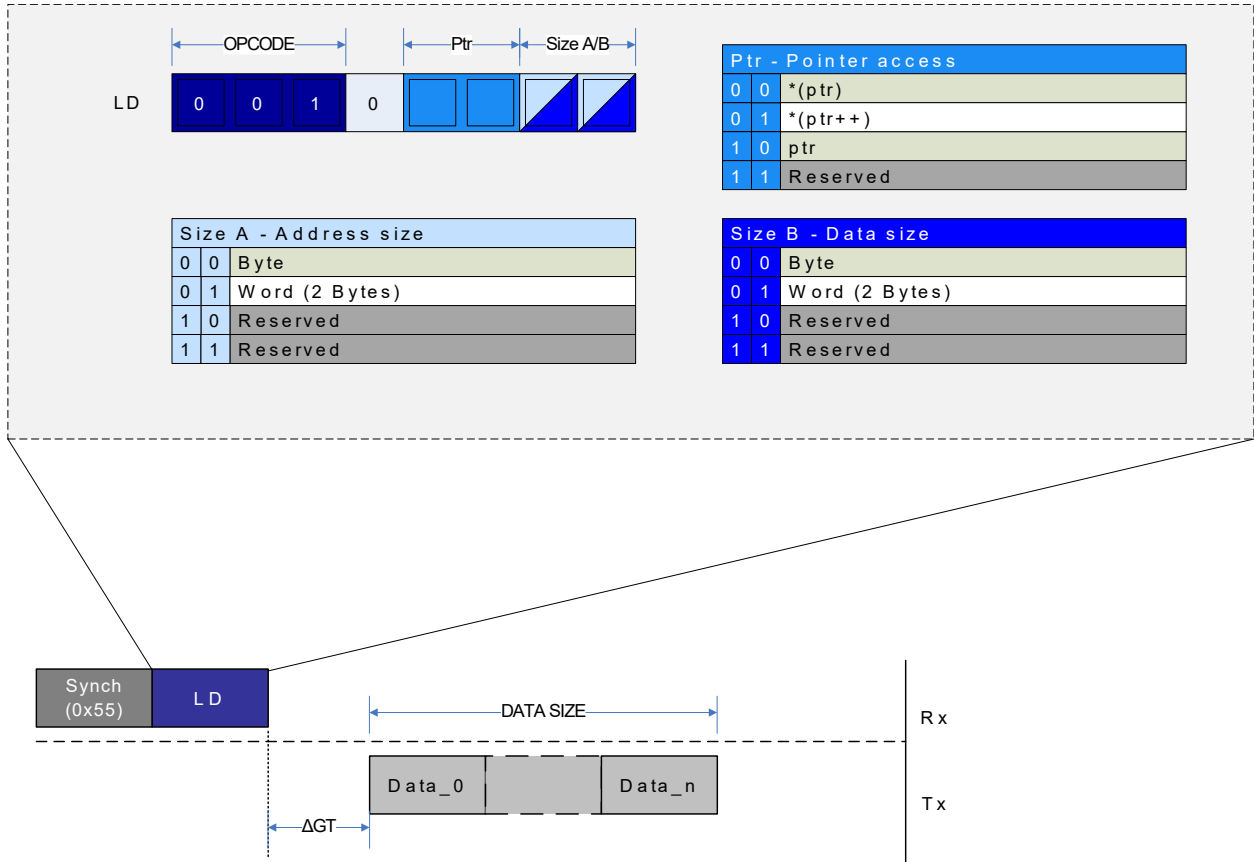 OPCODE Ptr Size A/B
LD 0 0 1 0
Ptr - Pointer access
0 0 *(ptr)
0 1 *(ptr++)
1 0 ptr
1 1 Reserved
Size A - Address size
0 0 Byte
0 1 Word (2 Bytes)
1 0 Reserved
1 1 Reserved
Size B - Data size
0 0 Byte
0 1 Word (2 Bytes)
1 0 Reserved
1 1 Reserved
Synch
(0x55)
LD
DATA SIZE
Rx
Data_0 Data_n
Tx
ΔGT